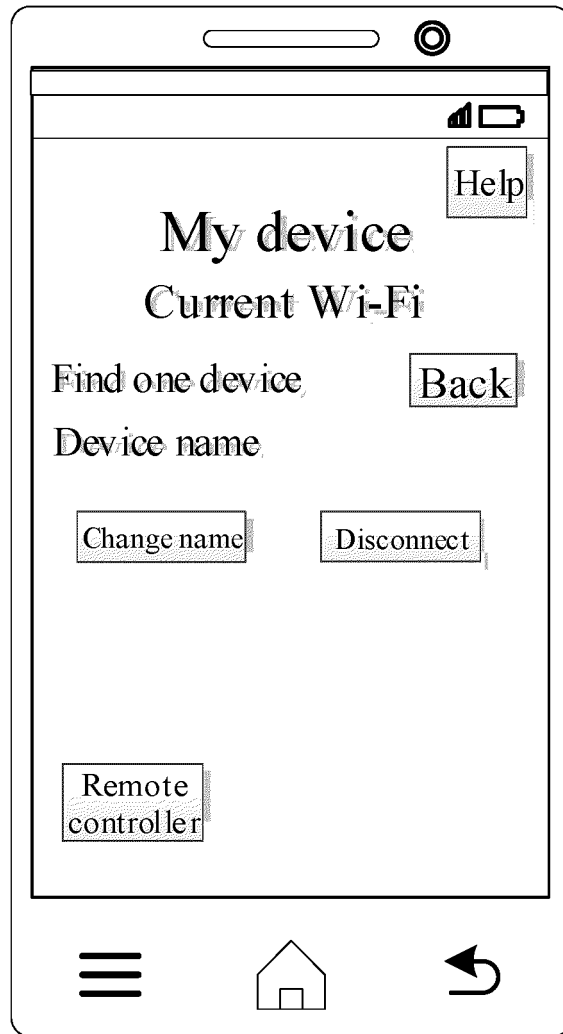 Help
My device
Current Wi-Fi
Find one device
Back
Device name
Change name
Disconnect
Remote
controller